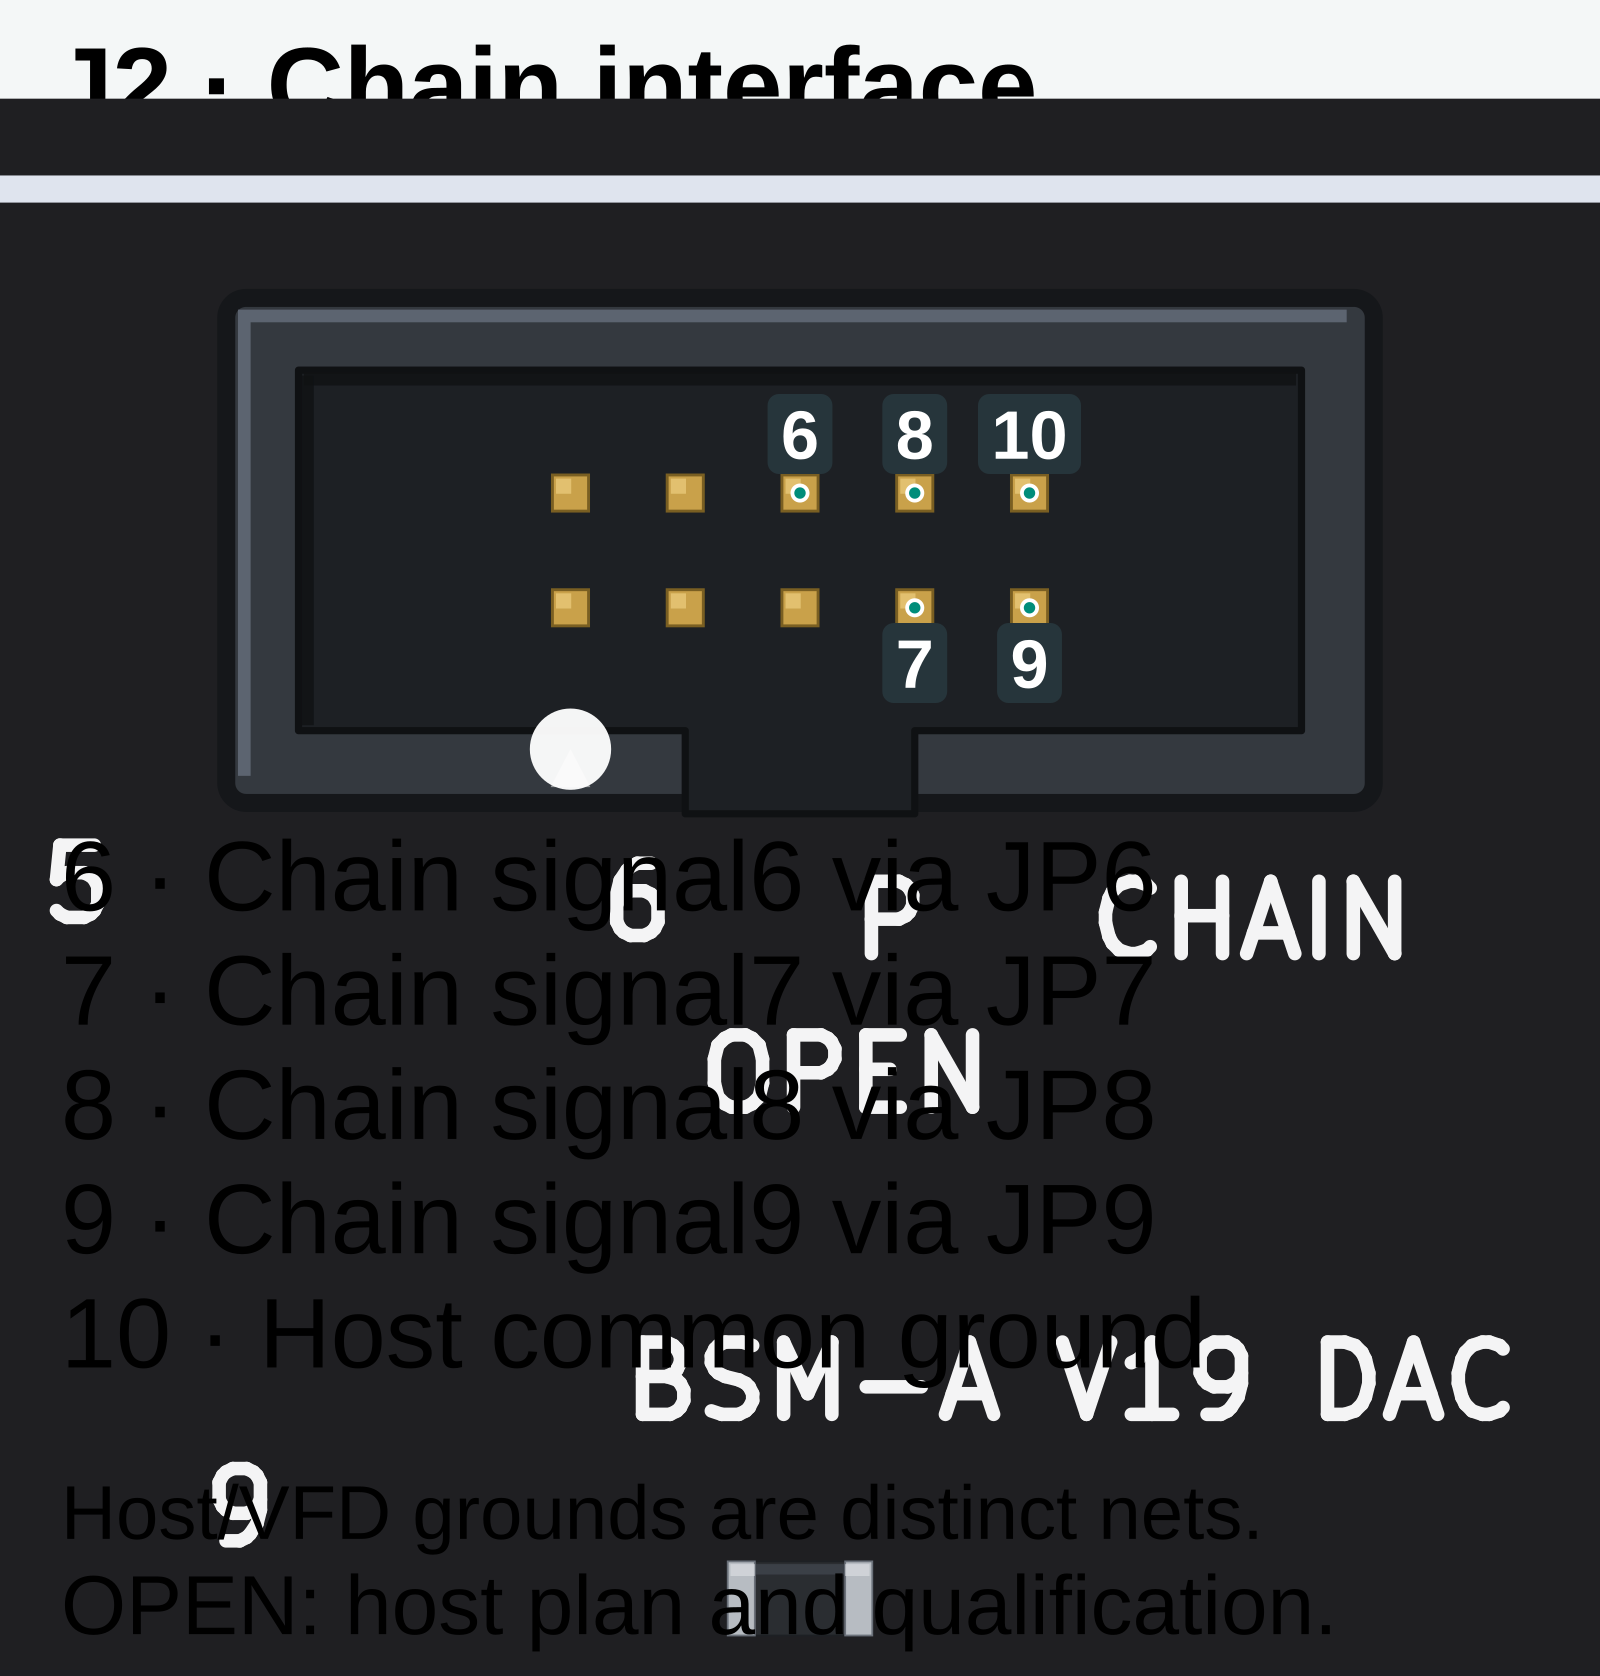 J2 · Chain interface
6 8 10
7 9
5 6 P CHAIN
6 · Chain signal6 via JP6
7 · Chain signal7 via JP7
OPEN
8 · Chain signal8 via JP8
9 · Chain signal9 via JP9
10 · Host common ground
BSM-A V19 DAC
9
Host/VFD grounds are distinct nets.
OPEN: host plan and qualification.